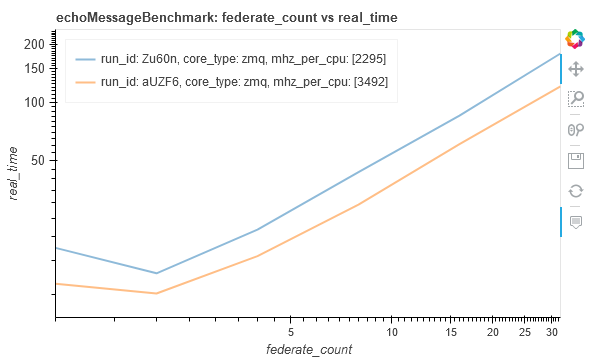 echoMessageBenchmark: federate_count vs real_time
run_id: Zu60n, core_type: zmq, mhz_per_cpu: [2295]
run_id: aUZF6, core_type: zmq, mhz_per_cpu: [3492]
200
150
100
50
real_time
5 10 15 20 25 30
federate_count